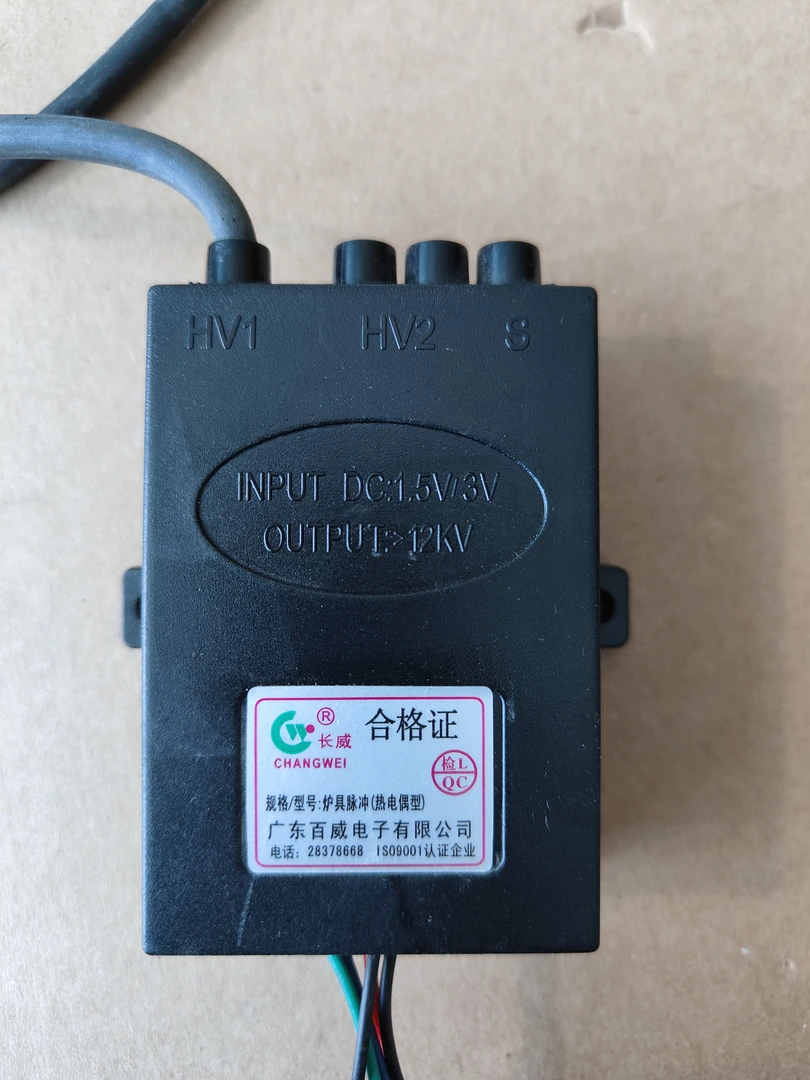 HV1 HV2 S
INPUT DC:1.5V/3V
OUTPUT:>12KV
® 长威 合格证
CHANGWEI
检L
QC
规格/型号:炉具脉冲(热电偶型)
广东百威电子有限公司
电话: 28378668 ISO9001认证企业